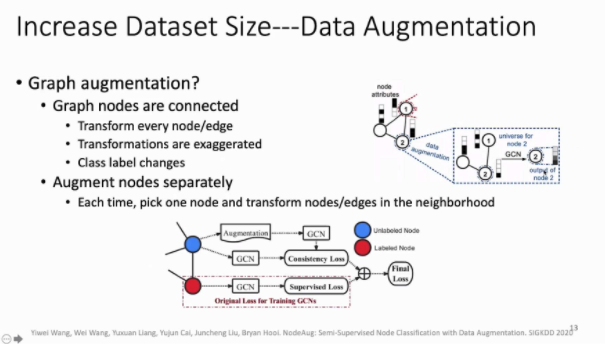 Increase Dataset Size---Data Augmentation
• Graph augmentation?
• Graph nodes are connected
• Transform every node/edge
• Transformations are exaggerated
• Class label changes
• Augment nodes separately
• Each time, pick one node and transform nodes/edges in the neighborhood
node
attributes
1
2
data
augmentation
1
2
universe for
node 2
GCN
2
output of
node 2
Augmentation
GCN
GCN
Consistency Loss
GCN
Supervised Loss
Original Loss for Training GCNs
Unlabeled Node
Labeled Node
Final
Loss
Yiwei Wang, Wei Wang, Yuxuan Liang, Yujun Cai, Juncheng Liu, Bryan Hooi. NodeAug: Semi-Supervised Node Classification with Data Augmentation. SIGKDD 2020
13